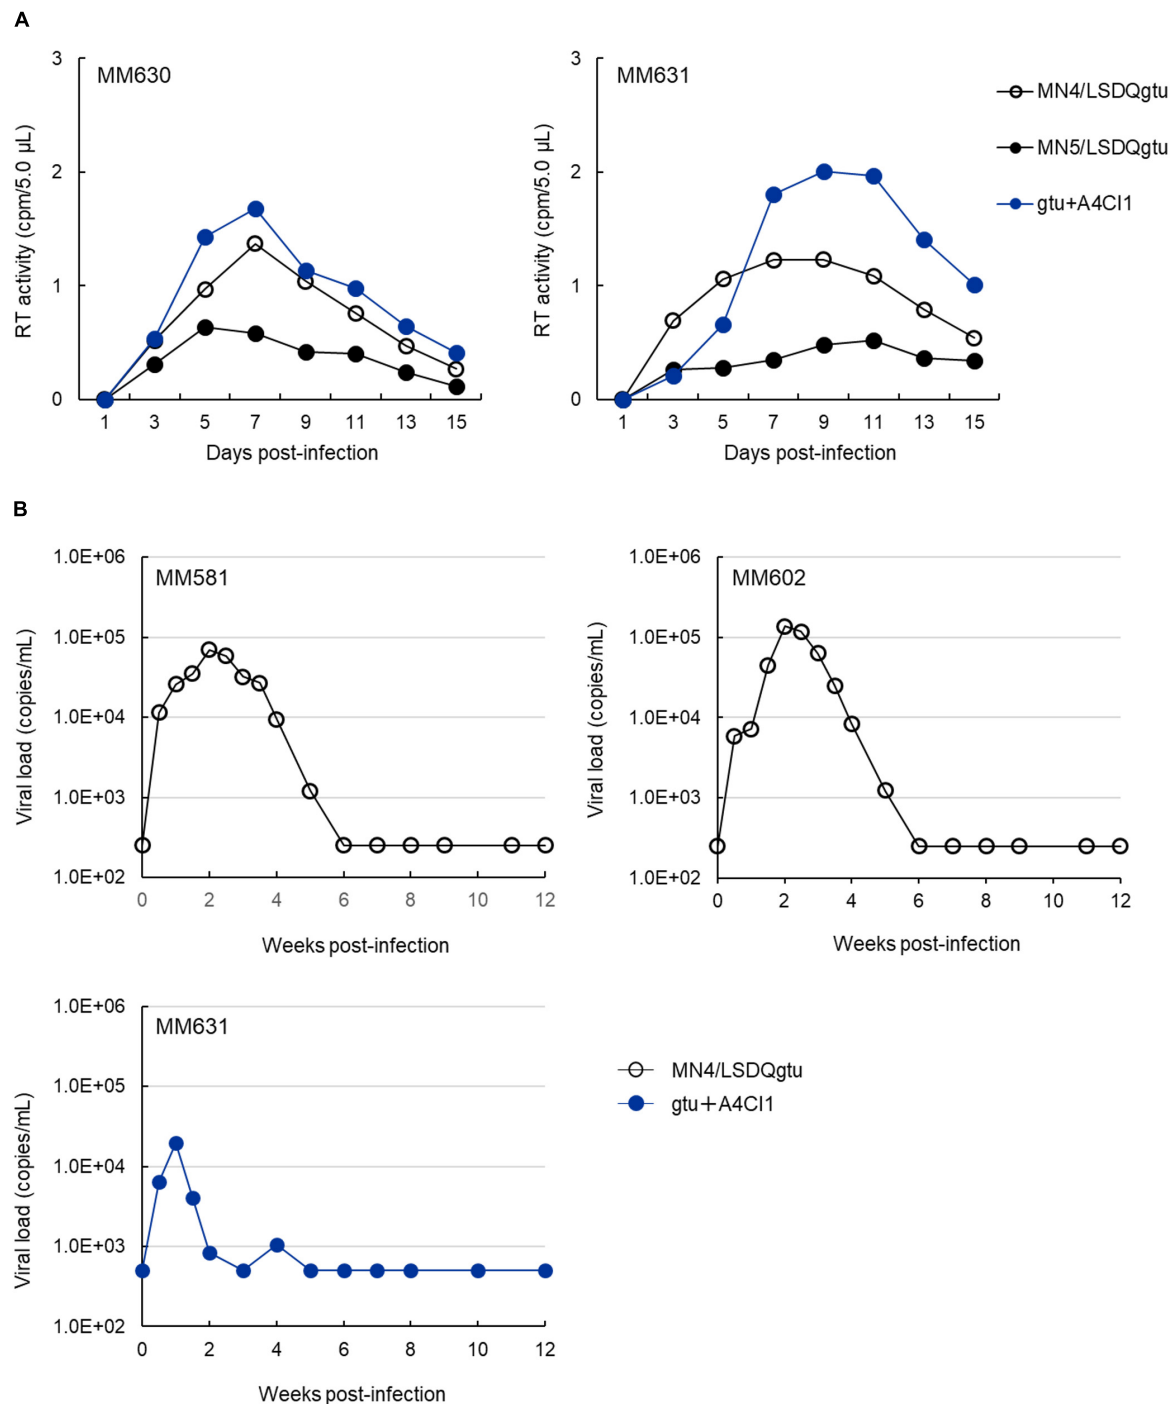 A
MM630
3
2
1
0
RT activity (cpm/5.0 µL)
1 3 5 7 9 11 13 15
Days post-infection
MM631
3
2
1
0
RT activity (cpm/5.0 µL)
1 3 5 7 9 11 13 15
Days post-infection
MN4/LSDQgtu
MN5/LSDQgtu
gtu+A4CI1
B
MM581
1.0E+06
1.0E+05
1.0E+04
1.0E+03
1.0E+02
Viral load (copies/mL)
0 2 4 6 8 10 12
Weeks post-infection
MM602
1.0E+06
1.0E+05
1.0E+04
1.0E+03
1.0E+02
Viral load (copies/mL)
0 2 4 6 8 10 12
Weeks post-infection
MM631
1.0E+06
1.0E+05
1.0E+04
1.0E+03
1.0E+02
Viral load (copies/mL)
0 2 4 6 8 10 12
Weeks post-infection
MN4/LSDQgtu
gtu+A4CI1